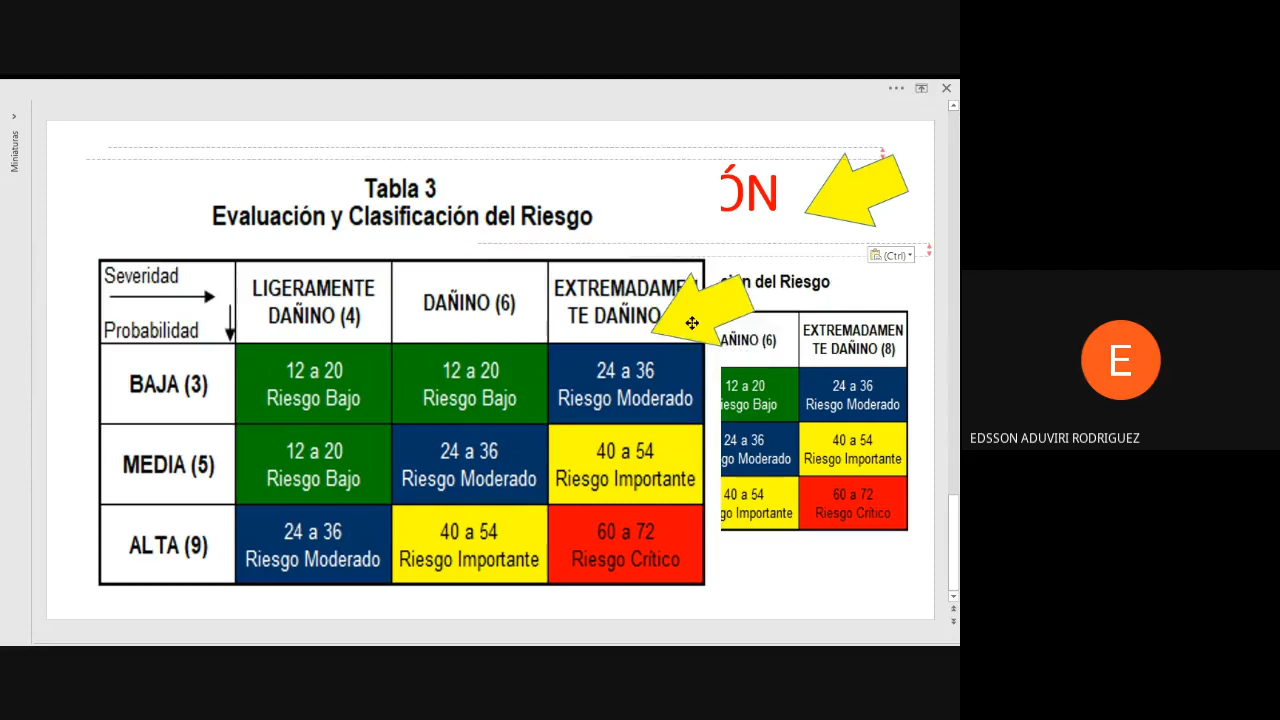 Miniaturas
Tabla 3
Evaluación y Clasificación del Riesgo
ÓN
(Ctrl)
Severidad
Probabilidad
LIGERAMENTE
DAÑINO (4)
DAÑINO (6)
EXTREMADAMEN
TE DAÑINO
BAJA (3)
12 a 20
Riesgo Bajo
12 a 20
Riesgo Bajo
24 a 36
Riesgo Moderado
MEDIA (5)
12 a 20
Riesgo Bajo
24 a 36
Riesgo Moderado
40 a 54
Riesgo Importante
ALTA (9)
24 a 36
Riesgo Moderado
40 a 54
Riesgo Importante
60 a 72
Riesgo Crítico
ón del Riesgo
AÑINO (6)
EXTREMADAMEN
TE DAÑINO (8)
12 a 20
iesgo Bajo
24 a 36
Riesgo Moderado
24 a 36
go Moderado
40 a 54
Riesgo Importante
40 a 54
go Importante
60 a 72
Riesgo Crítico
E
EDSSON ADUVIRI RODRIGUEZ